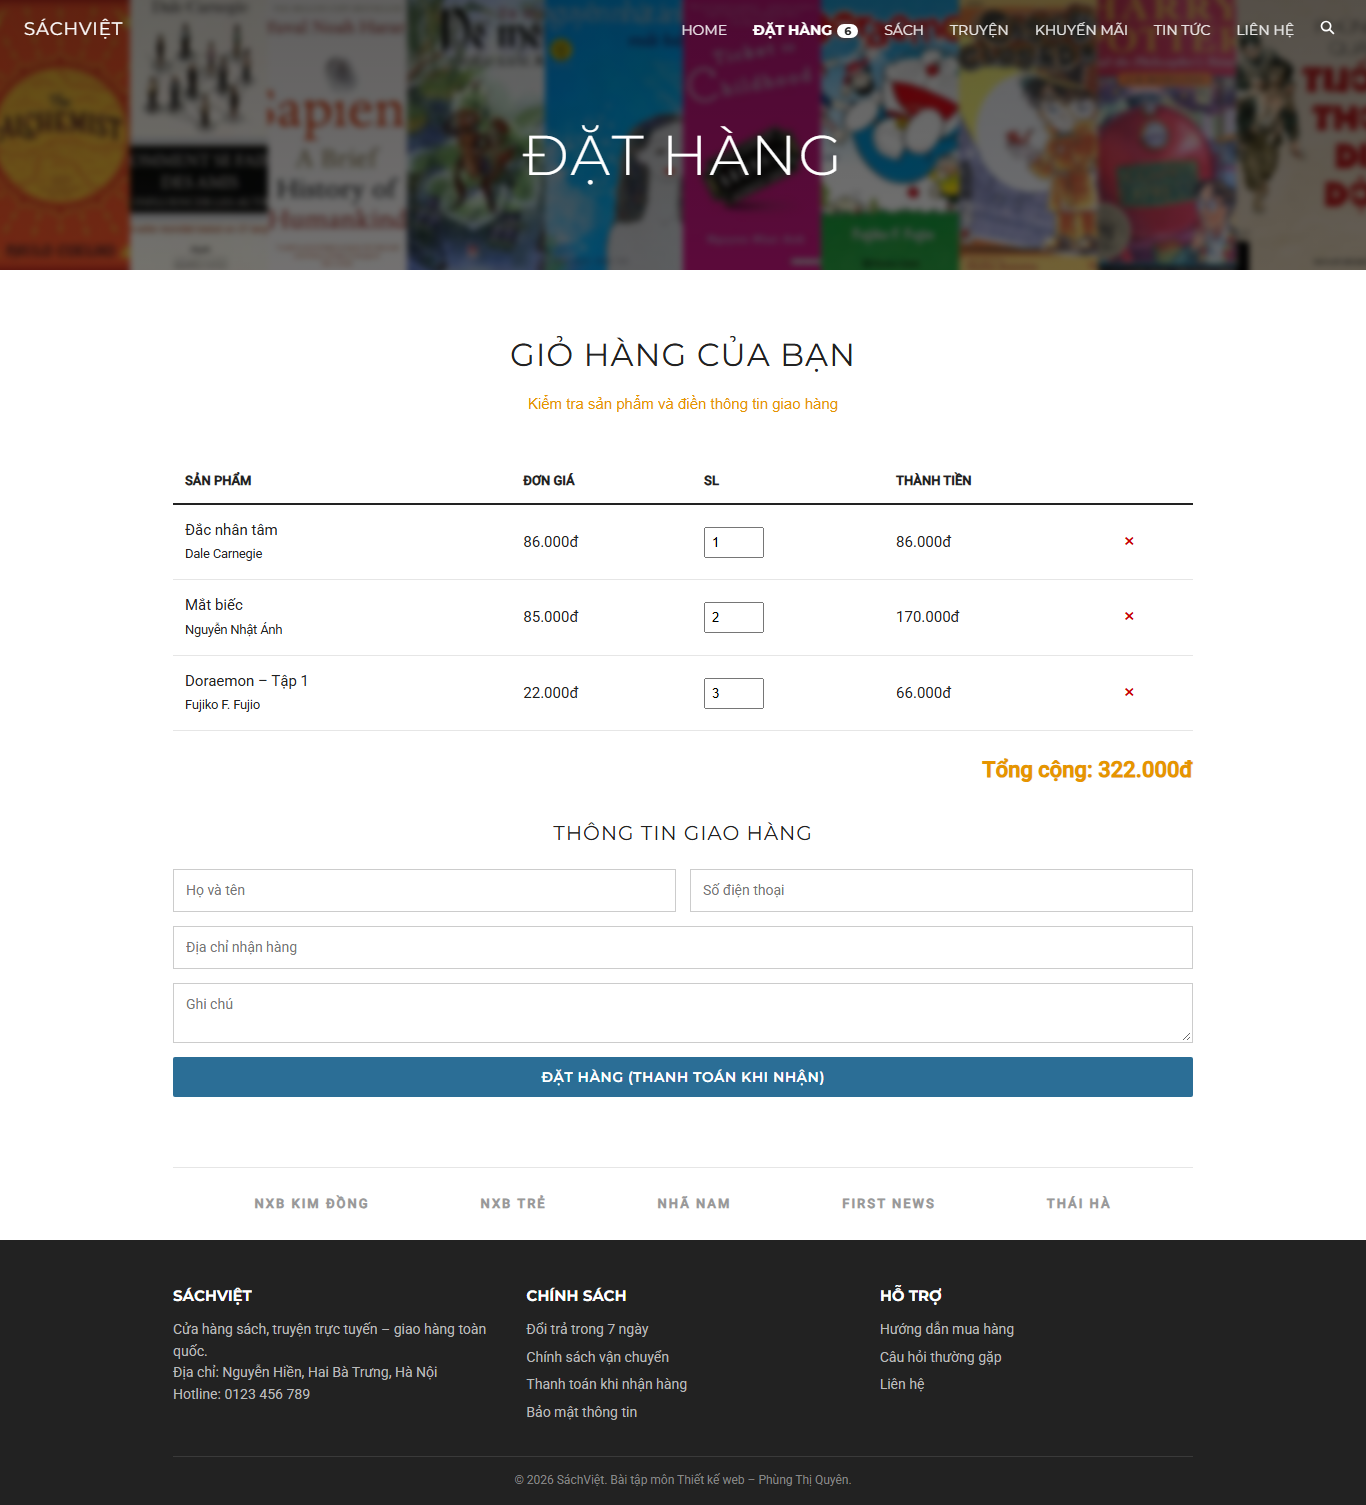 SÁCHVIỆT
HOME
ĐẶT HÀNG 6
SÁCH
TRUYỆN
KHUYẾN MÃI
TIN TỨC
LIÊN HỆ
ĐẶT HÀNG
GIỎ HÀNG CỦA BẠN
Kiểm tra sản phẩm và điền thông tin giao hàng
SẢN PHẨM ĐƠN GIÁ SL THÀNH TIỀN
Đắc nhân tâm
Dale Carnegie
86.000đ 1 86.000đ ×
Mắt biếc
Nguyễn Nhật Ánh
85.000đ 2 170.000đ ×
Doraemon – Tập 1
Fujiko F. Fujio
22.000đ 3 66.000đ ×
Tổng cộng: 322.000đ
THÔNG TIN GIAO HÀNG
Họ và tên
Số điện thoại
Địa chỉ nhận hàng
Ghi chú
ĐẶT HÀNG (THANH TOÁN KHI NHẬN)
NXB KIM ĐỒNG
NXB TRẺ
NHÃ NAM
FIRST NEWS
THÁI HÀ
SÁCHVIỆT
Cửa hàng sách, truyện trực tuyến – giao hàng toàn
quốc.
Địa chỉ: Nguyễn Hiền, Hai Bà Trưng, Hà Nội
Hotline: 0123 456 789
CHÍNH SÁCH
Đổi trả trong 7 ngày
Chính sách vận chuyển
Thanh toán khi nhận hàng
Bảo mật thông tin
HỖ TRỢ
Hướng dẫn mua hàng
Câu hỏi thường gặp
Liên hệ
© 2026 SáchViệt. Bài tập môn Thiết kế web – Phùng Thị Quyên.